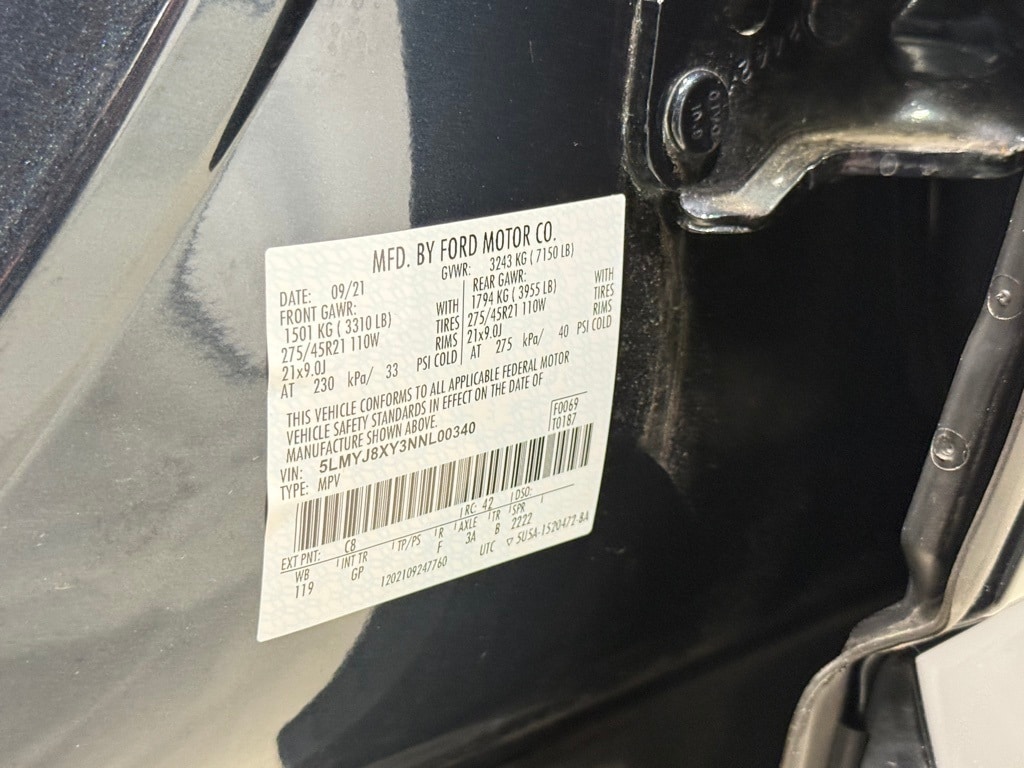 MFD. BY FORD MOTOR CO.
DATE: 09/21 GVWR: 3243 KG ( 7150 LB)
FRONT GAWR: REAR GAWR:
1501 KG ( 3310 LB) WITH 1794 KG ( 3955 LB) WITH
275/45R21 110W TIRES 275/45R21 110W TIRES
21x9.0J RIMS 21x9.0J RIMS
AT 230 kPa/ 33 PSI COLD AT 275 kPa/ 40 PSI COLD
THIS VEHICLE CONFORMS TO ALL APPLICABLE FEDERAL MOTOR
VEHICLE SAFETY STANDARDS IN EFFECT ON THE DATE OF
MANUFACTURE SHOWN ABOVE.
VIN: 5LMYJ8XY3NNL00340 F0069
TYPE: MPV T0187
EXT PNT: C8 RC: 42 DSO:
WB INT TR TP/PS R AXLE TR SPR
119 GP F 3A B 2222
1202109247760 UTC ▽ 5U5A-1520472-BA